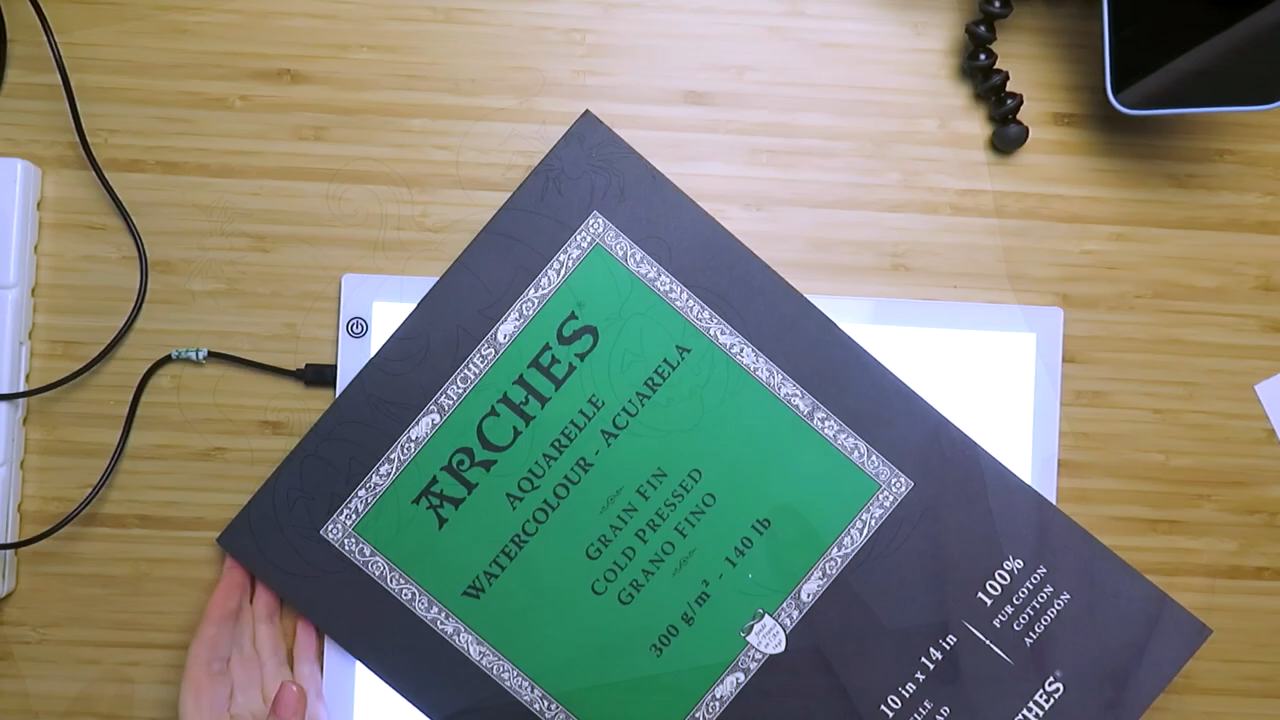 ARCHES
ARCHES®
AQUARELLE
WATERCOLOUR - ACUARELA
GRAIN FIN
COLD PRESSED
GRANO FINO
300 g/m² - 140 lb
10 in x 14 in
100%
PUR COTON
COTTON
ALGODÓN